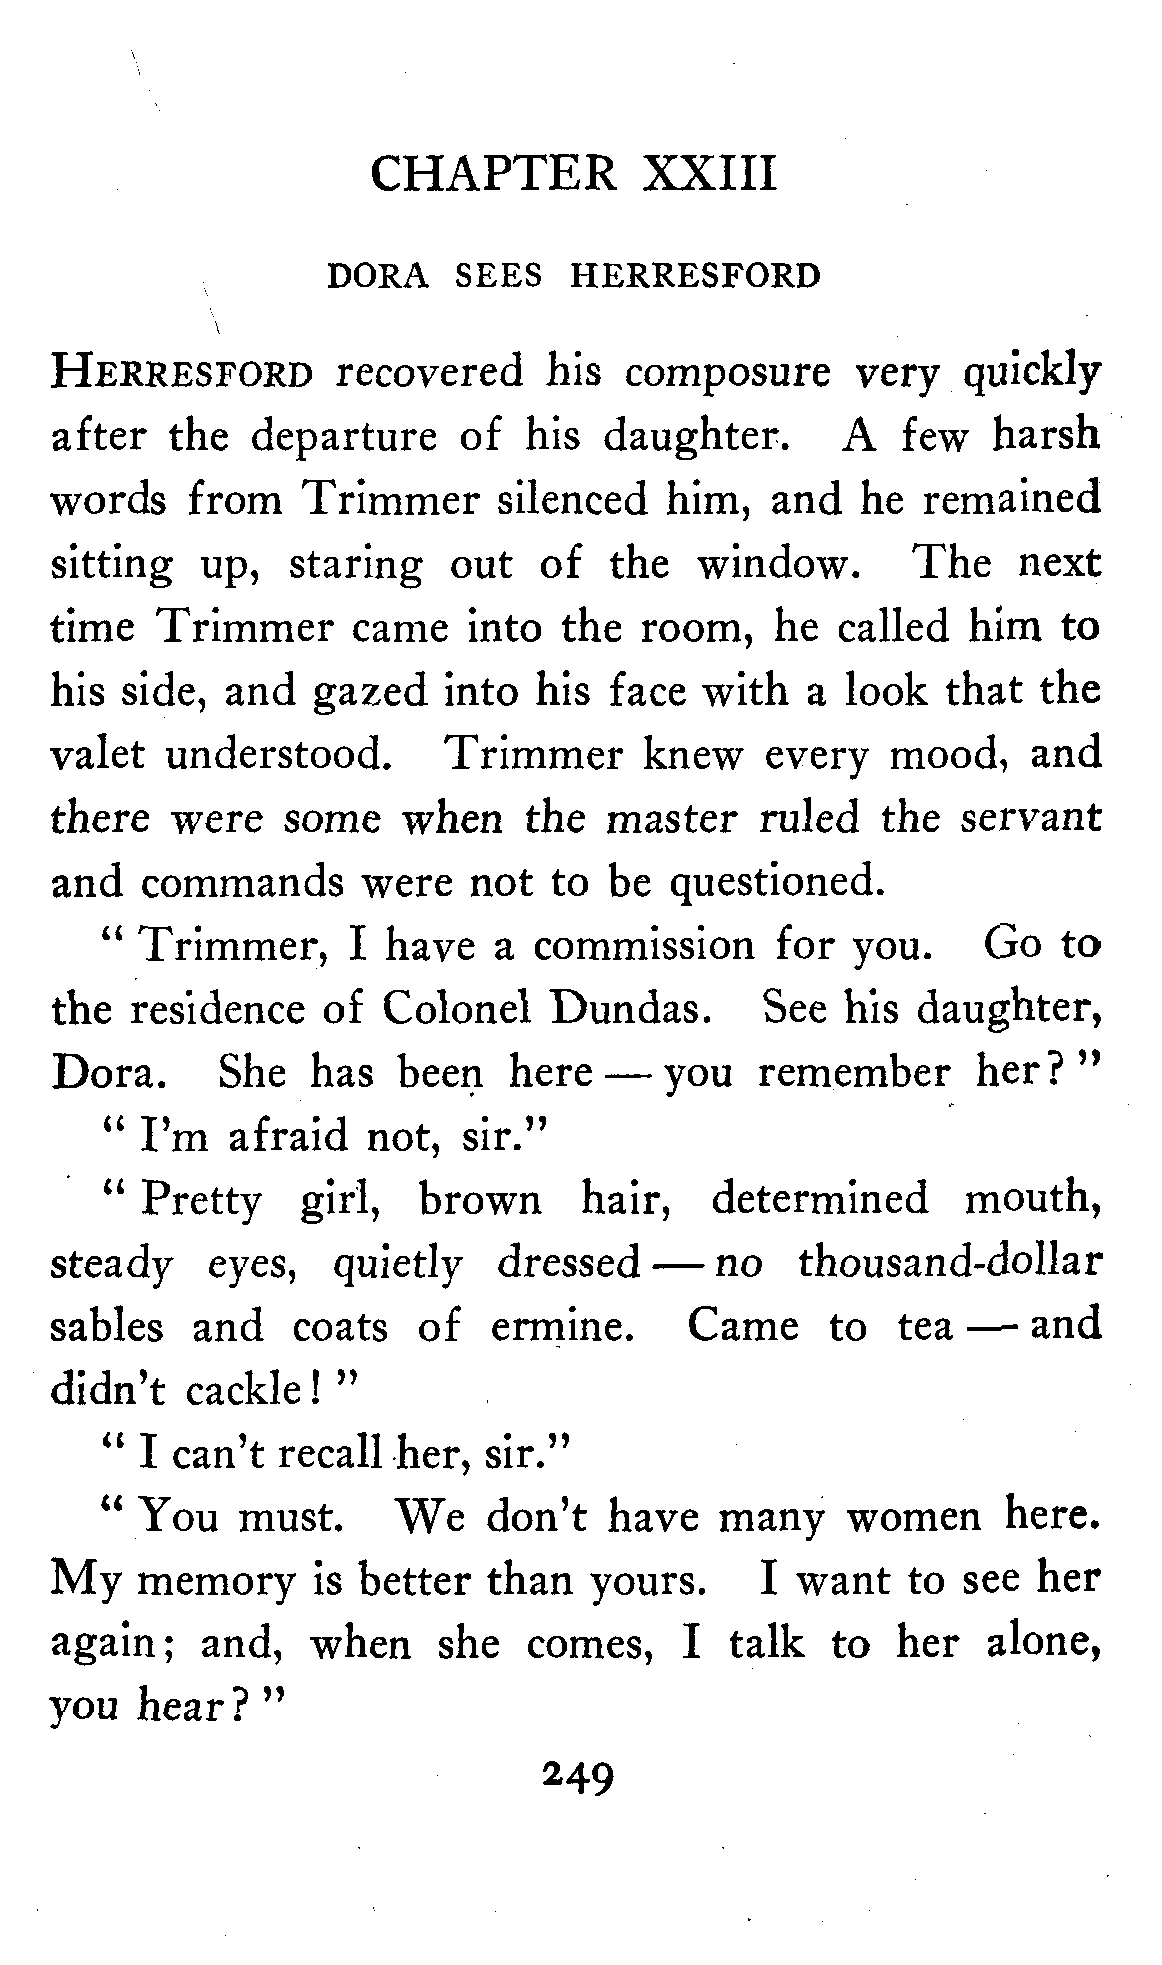 CHAPTER XXIII
DORA SEES HERRESFORD
HERRESFORD recovered his composure very quickly
after the departure of his daughter. A few harsh
words from Trimmer silenced him, and he remained
sitting up, staring out of the window. The next
time Trimmer came into the room, he called him to
his side, and gazed into his face with a look that the
valet understood. Trimmer knew every mood, and
there were some when the master ruled the servant
and commands were not to be questioned.
“ Trimmer, I have a commission for you. Go to
the residence of Colonel Dundas. See his daughter,
Dora. She has been here — you remember her? ”
“ I'm afraid not, sir.”
“ Pretty girl, brown hair, determined mouth,
steady eyes, quietly dressed — no thousand-dollar
sables and coats of ermine. Came to tea — and
didn't cackle! ”
“ I can't recall her, sir.”
“ You must. We don't have many women here.
My memory is better than yours. I want to see her
again; and, when she comes, I talk to her alone,
you hear? ”
249